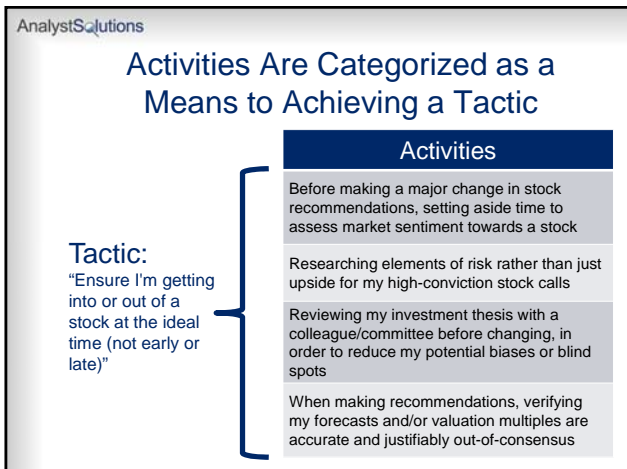 AnalystSolutions
Activities Are Categorized as a
Means to Achieving a Tactic
Activities
Before making a major change in stock
recommendations, setting aside time to
assess market sentiment towards a stock
Researching elements of risk rather than just
upside for my high-conviction stock calls
Reviewing my investment thesis with a
colleague/committee before changing, in
order to reduce my potential biases or blind
spots
When making recommendations, verifying
my forecasts and/or valuation multiples are
accurate and justifiably out-of-consensus
Tactic:
“Ensure I'm getting
into or out of a
stock at the ideal
time (not early or
late)”